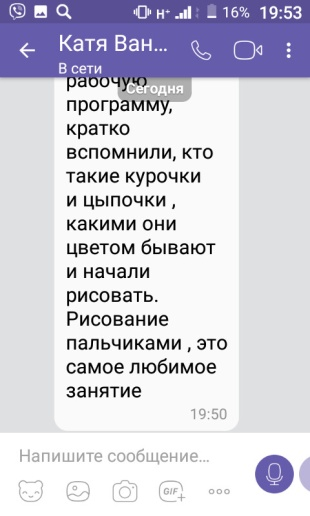 16% 19:53
Катя Ван...
В сети
рабочую
Сегодня
программу,
кратко
вспомнили, кто
такие курочки
и цыпочки ,
какими они
цветом бывают
и начали
рисовать.
Рисование
пальчиками , это
самое любимое
занятие
19:50
Напишите сообщение...
GIF